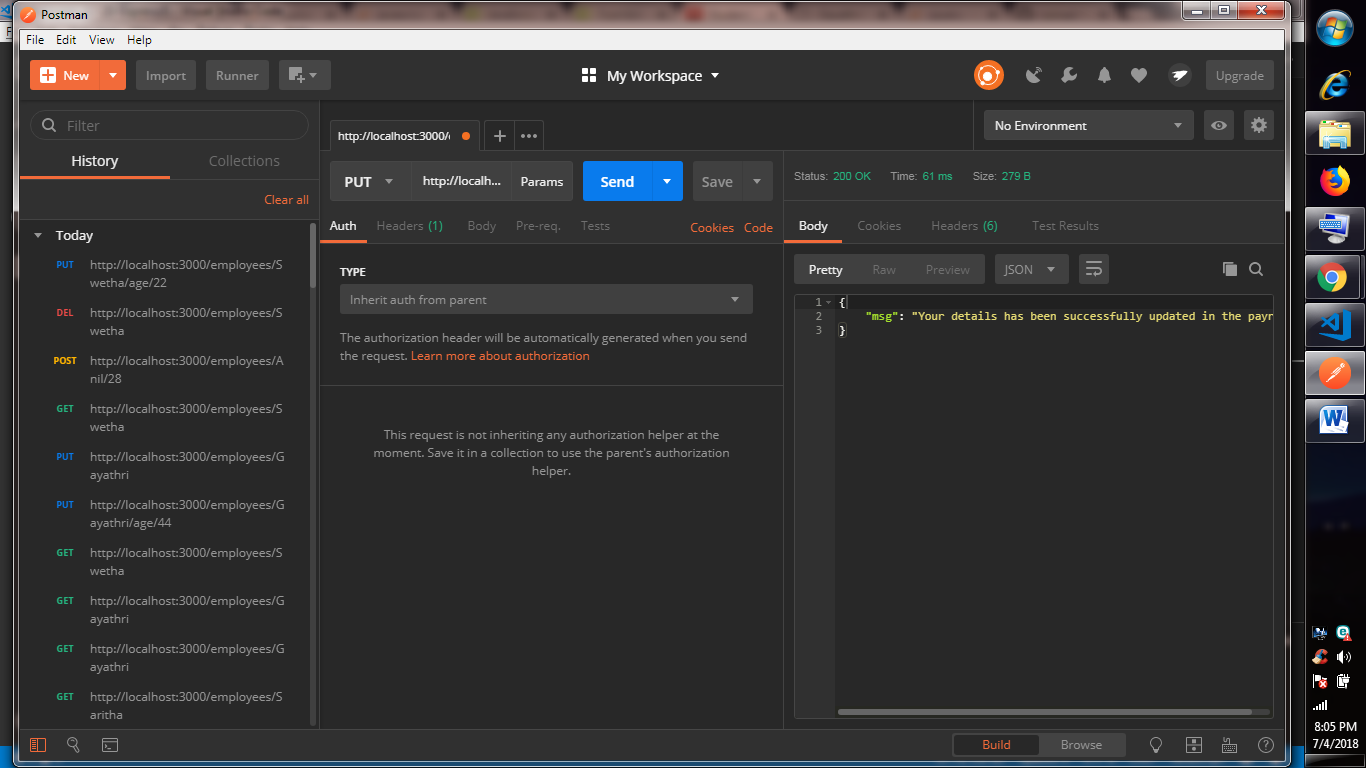 Postman
File Edit View Help
New Import Runner My Workspace Upgrade
Filter
History Collections
Clear all
Today
PUT http://localhost:3000/employees/S
wetha/age/22
DEL http://localhost:3000/employees/S
wetha
POST http://localhost:3000/employees/A
nil/28
GET http://localhost:3000/employees/S
wetha
PUT http://localhost:3000/employees/G
ayathri
PUT http://localhost:3000/employees/G
ayathri/age/44
GET http://localhost:3000/employees/S
wetha
GET http://localhost:3000/employees/G
ayathri
GET http://localhost:3000/employees/G
ayathri
GET http://localhost:3000/employees/S
aritha
http://localhost:3000/
No Environment
PUT http://localh... Params Send Save
Auth Headers (1) Body Pre-req. Tests Cookies Code
TYPE
Inherit auth from parent
The authorization header will be automatically generated when you send
the request. Learn more about authorization
This request is not inheriting any authorization helper at the
moment. Save it in a collection to use the parent's authorization
helper.
Status: 200 OK Time: 61 ms Size: 279 B
Body Cookies Headers (6) Test Results
Pretty Raw Preview JSON
1 {
2 "msg": "Your details has been successfully updated in the payr
3 }
Build Browse
8:05 PM
7/4/2018